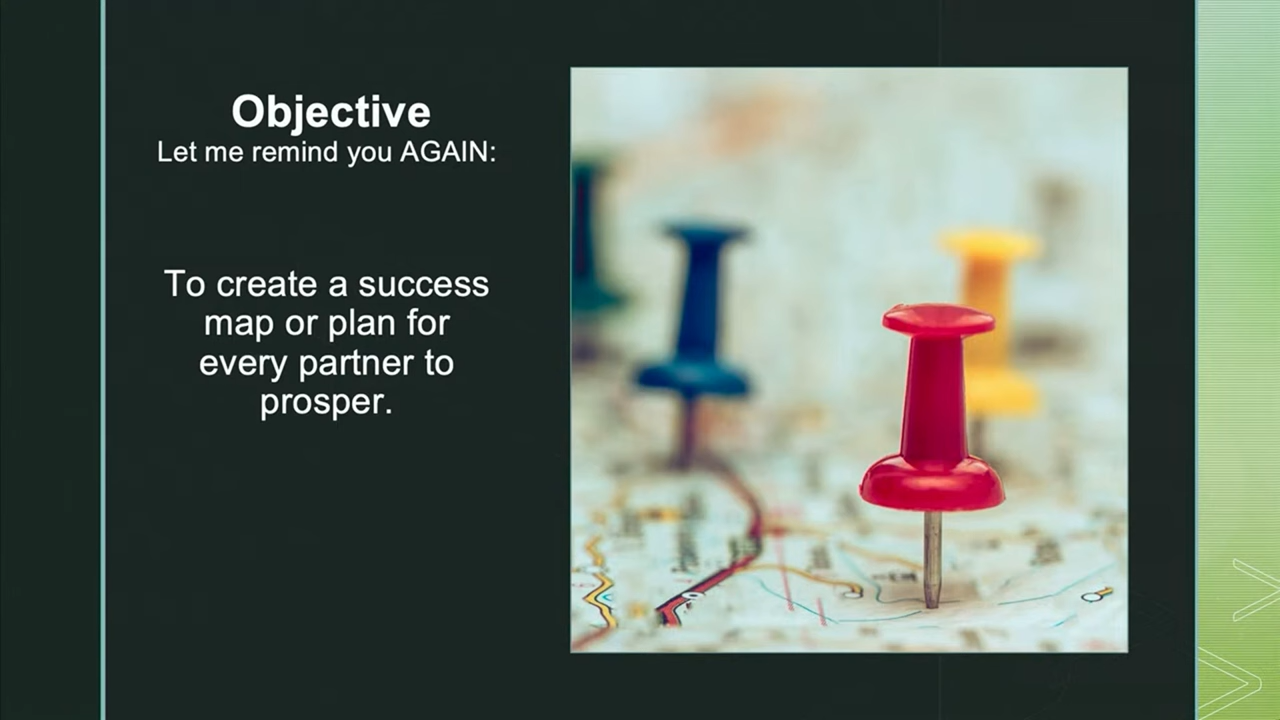 Objective
Let me remind you AGAIN:
To create a success
map or plan for
every partner to
prosper.